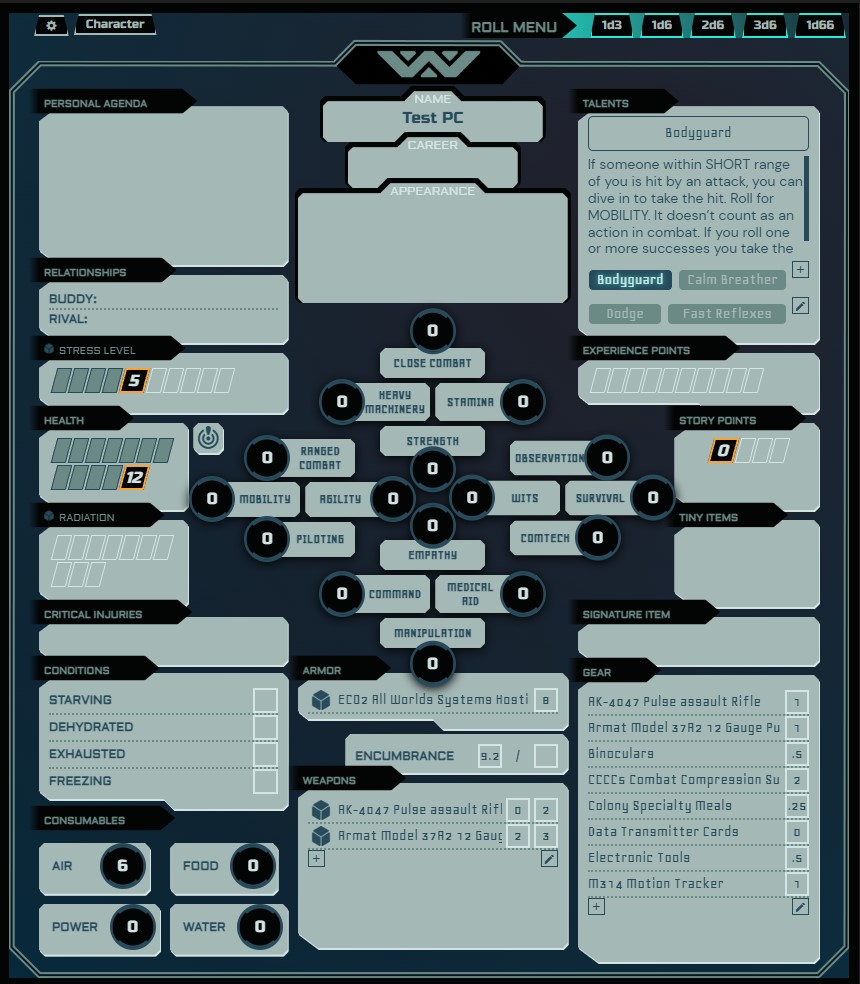 Character
ROLL MENU
1d3
1d6
2d6
3d6
1d66
PERSONAL AGENDA
NAME
Test PC
CAREER
APPEARANCE
TALENTS
Bodyguard
If someone within SHORT range
of you is hit by an attack, you can
dive in to take the hit. Roll for
MOBILITY. It doesn't count as an
action in combat. If you roll one
or more successes you take the
Bodyguard
Calm Breather
Dodge
Fast Reflexes
RELATIONSHIPS
BUDDY:
RIVAL:
STRESS LEVEL
5
HEALTH
12
RADIATION
CRITICAL INJURIES
CONDITIONS
STARVING
DEHYDRATED
EXHAUSTED
FREEZING
CONSUMABLES
AIR 6
FOOD 0
POWER 0
WATER 0
0
CLOSE COMBAT
0 HEAVY
MACHINERY
STAMINA 0
STRENGTH
0
0 RANGED
COMBAT
OBSERVATION 0
0 MOBILITY
AGILITY 0
0 WITS
SURVIVAL 0
0 PILOTING
COMTECH 0
0
EMPATHY
0 COMMAND
MEDICAL
AID 0
MANIPULATION
0
ARMOR
ECO2 All Worlds Systems Hosti 8
ENCUMBRANCE 9.2 /
WEAPONS
AK-4047 Pulse assault Rifl 0 2
Armat Model 37A2 12 Gaug 2 3
EXPERIENCE POINTS
STORY POINTS
0
TINY ITEMS
SIGNATURE ITEM
GEAR
AK-4047 Pulse assault Rifle 1
Armat Model 37A2 12 Gauge Pu 1
Binoculars .5
CCCCs Combat Compression Su 2
Colony Specialty Meals .25
Data Transmitter Cards 0
Electronic Tools .5
M314 Motion Tracker 1